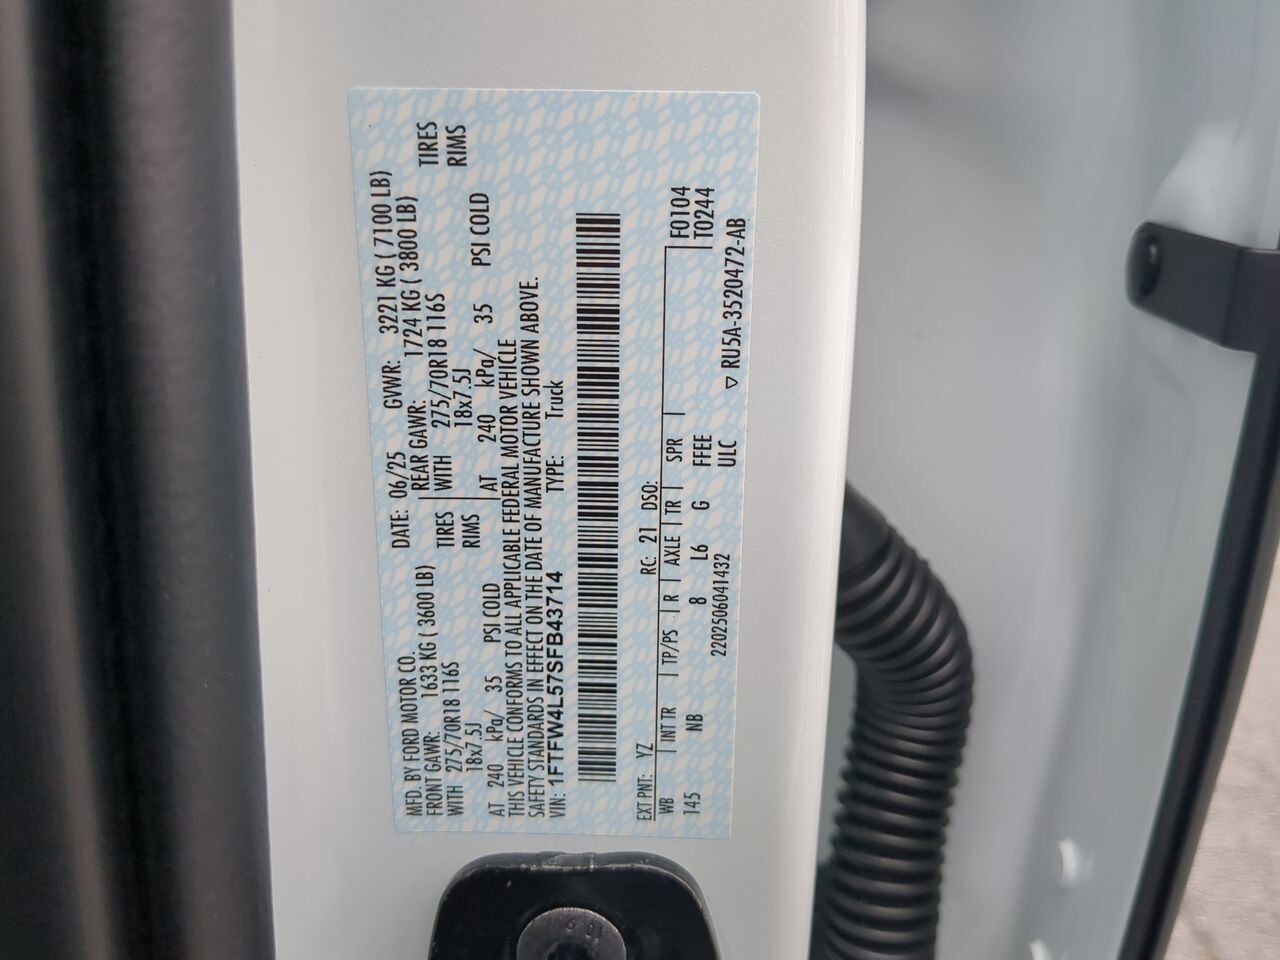 MFD. BY FORD MOTOR CO.
DATE: 06/25 GVWR: 3221 KG ( 7100 LB)
FRONT GAWR: 1633 KG ( 3600 LB)
REAR GAWR: 1724 KG ( 3800 LB)
WITH 275/70R18 116S TIRES
18x7.5J RIMS
AT 240 kPa/ 35 PSI COLD
WITH 275/70R18 116S TIRES
18x7.5J RIMS
AT 240 kPa/ 35 PSI COLD
THIS VEHICLE CONFORMS TO ALL APPLICABLE FEDERAL MOTOR VEHICLE
SAFETY STANDARDS IN EFFECT ON THE DATE OF MANUFACTURE SHOWN ABOVE.
VIN: 1FTFW4L57SFB43714 TYPE: Truck
EXT PNT: YZ RC: 21 DSO:
WB INT TR TP/PS R AXLE TR SPR F0104
145 NB 8 L6 G FFEE T0244
2202506041432 ULC ▽ RU5A-3520472-AB